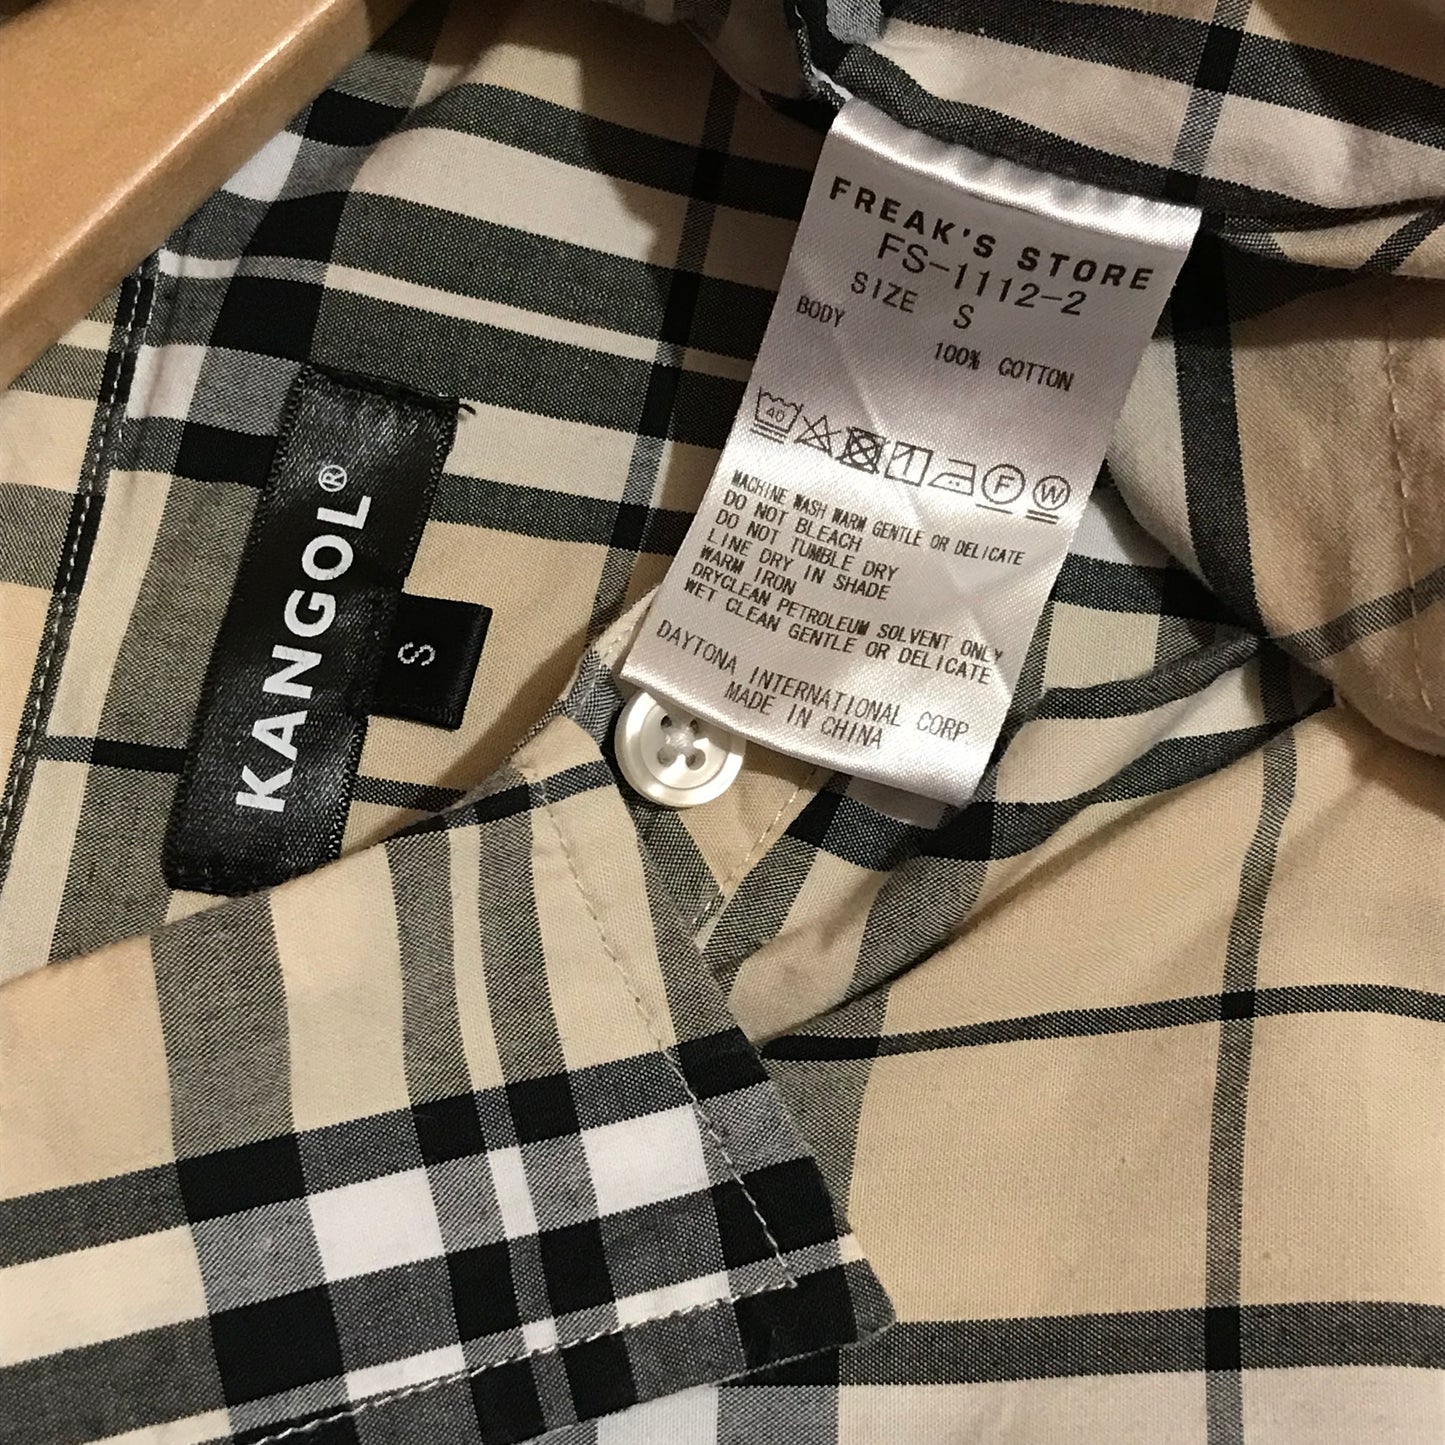 KANGOL®
S
FREAK'S STORE
FS-1112-2
SIZE S
BODY
100% COTTON
40 1 F W
MACHINE WASH WARM GENTLE OR DELICATE
DO NOT BLEACH
DO NOT TUMBLE DRY
LINE DRY IN SHADE
WARM IRON
DRYCLEAN PETROLEUM SOLVENT ONLY
WET CLEAN GENTLE OR DELICATE
DAYTONA INTERNATIONAL CORP.
MADE IN CHINA